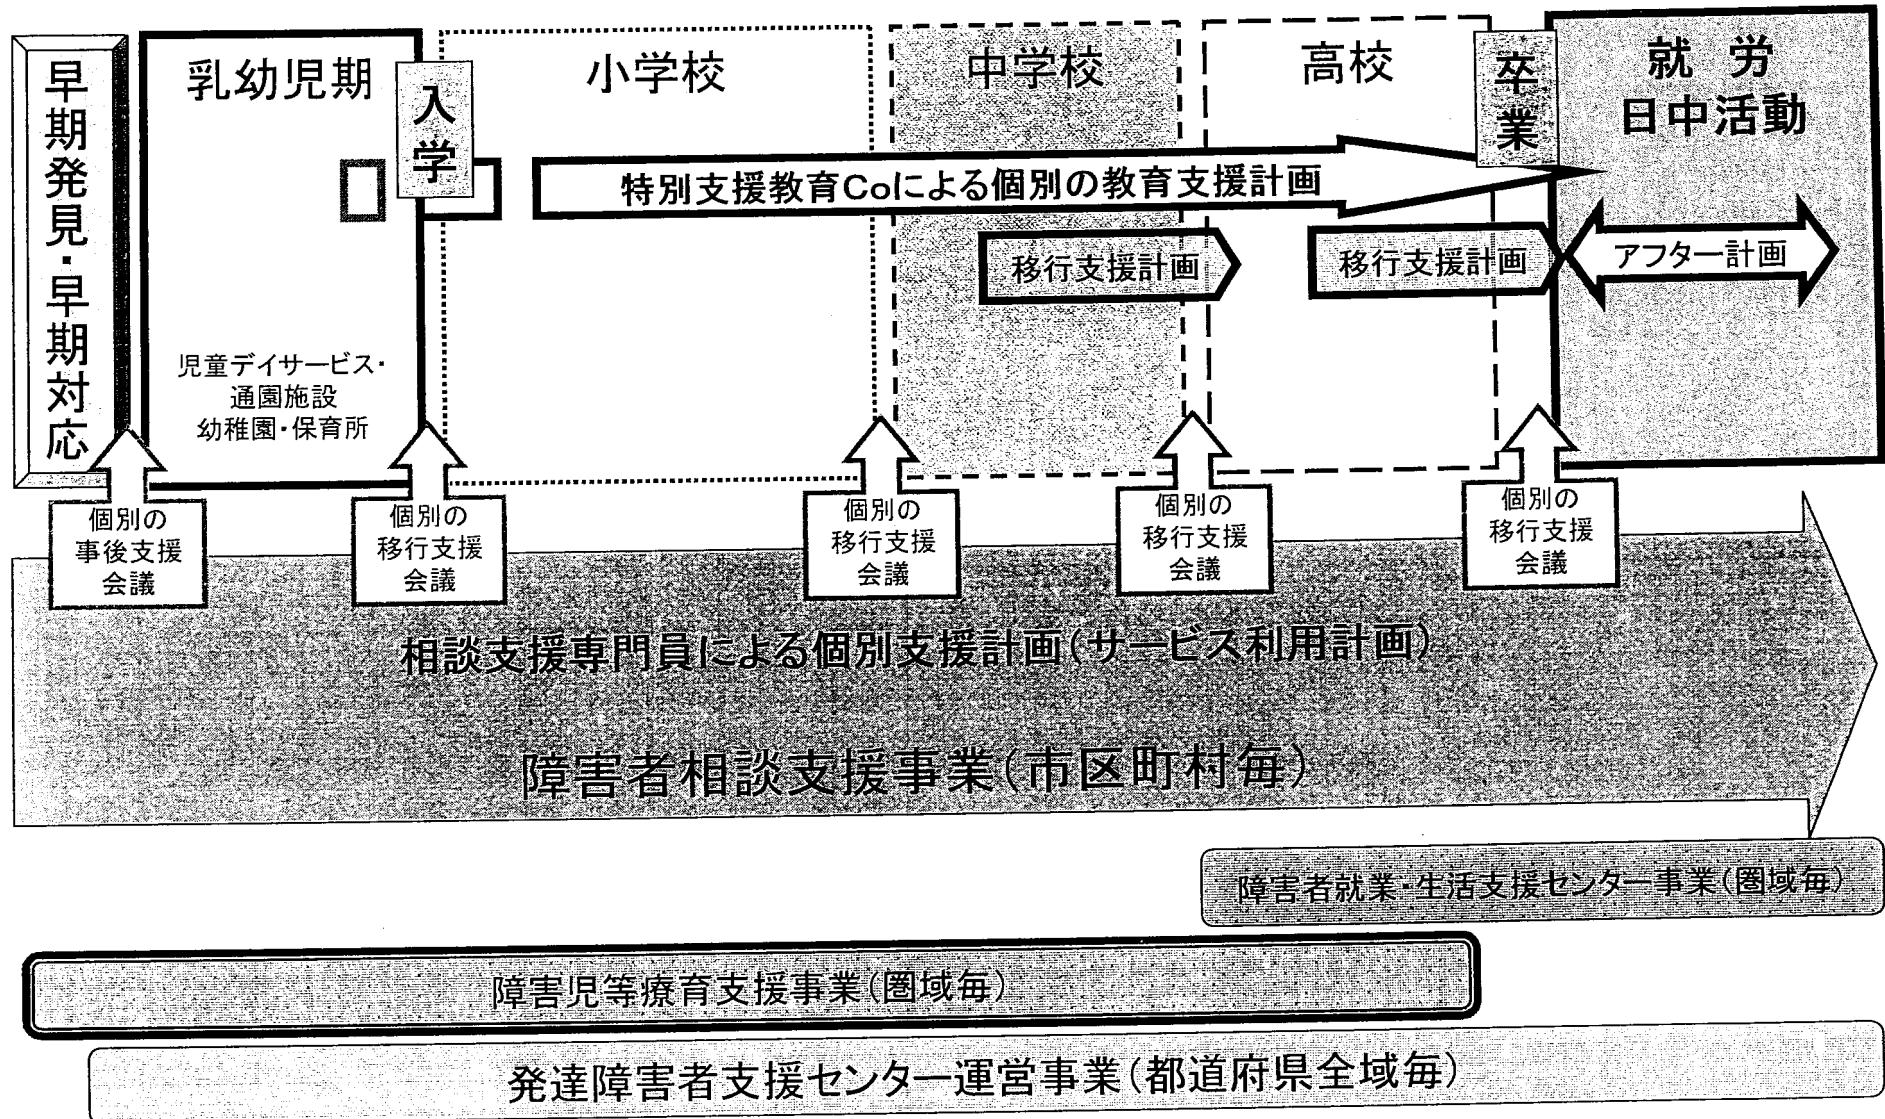 早期発見・早期対応
乳幼児期
入学
小学校
中学校
高校
卒業
就 労
日中活動
特別支援教育Coによる個別の教育支援計画
移行支援計画
移行支援計画
アフター計画
児童デイサービス・
通園施設
幼稚園・保育所
個別の
事後支援
会議
個別の
移行支援
会議
個別の
移行支援
会議
個別の
移行支援
会議
個別の
移行支援
会議
相談支援専門員による個別支援計画(サービス利用計画)
障害者相談支援事業(市区町村毎)
障害者就業・生活支援センター事業(圏域毎)
障害児等療育支援事業(圏域毎)
発達障害者支援センター運営事業(都道府県全域毎)